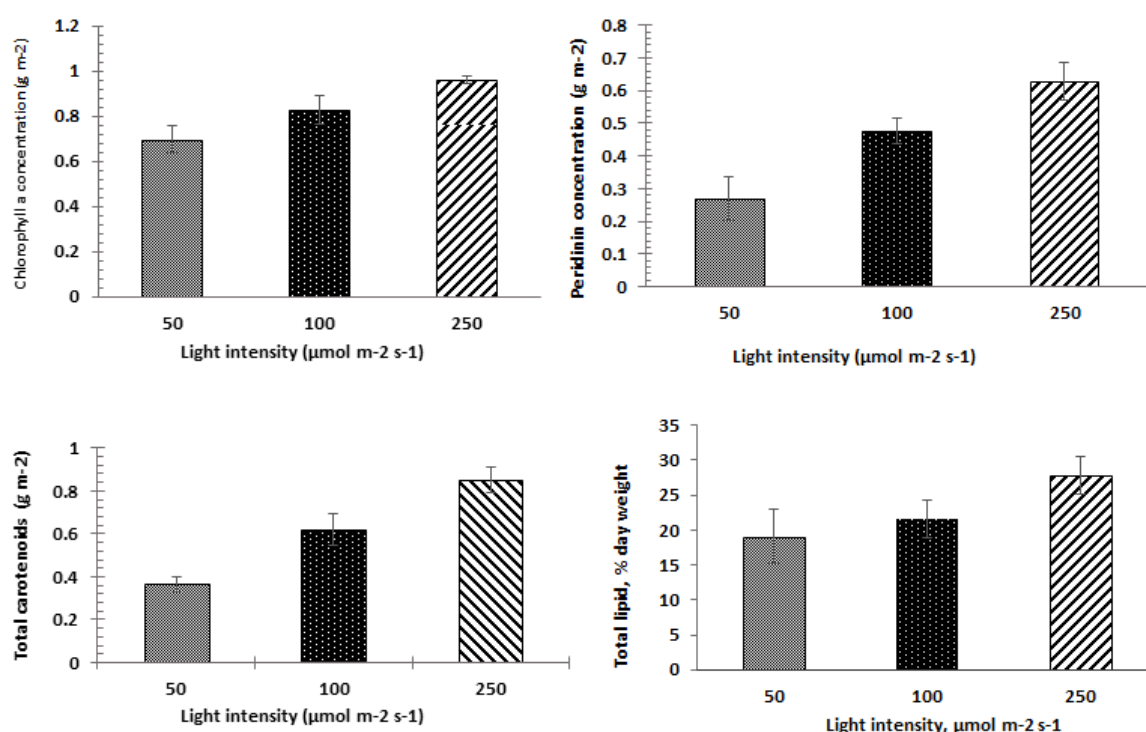 Chlorophyll a concentration (g m-2)
1.2
1
0.8
0.6
0.4
0.2
0
50 100 250
Light intensity (µmol m-2 s-1)
Peridinin concentration (g m-2)
0.8
0.7
0.6
0.5
0.4
0.3
0.2
0.1
0
50 100 250
Light intensity (µmol m-2 s-1)
Total carotenoids (g m-2)
1
0.8
0.6
0.4
0.2
0
50 100 250
Light intensity (µmol m-2 s-1)
Total lipid, % day weight
35
30
25
20
15
10
5
0
50 100 250
Light intensity, µmol m-2 s-1